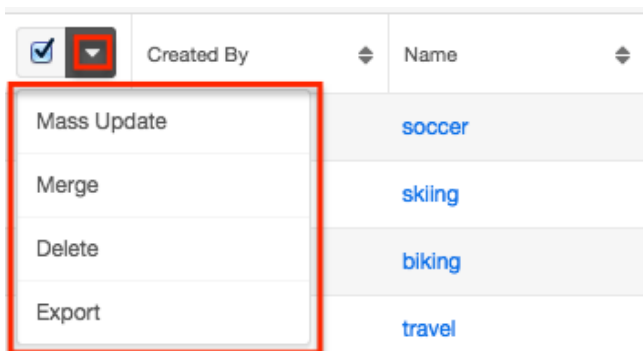 Created By
Name
Mass Update
soccer
Merge
skiing
Delete
biking
Export
travel